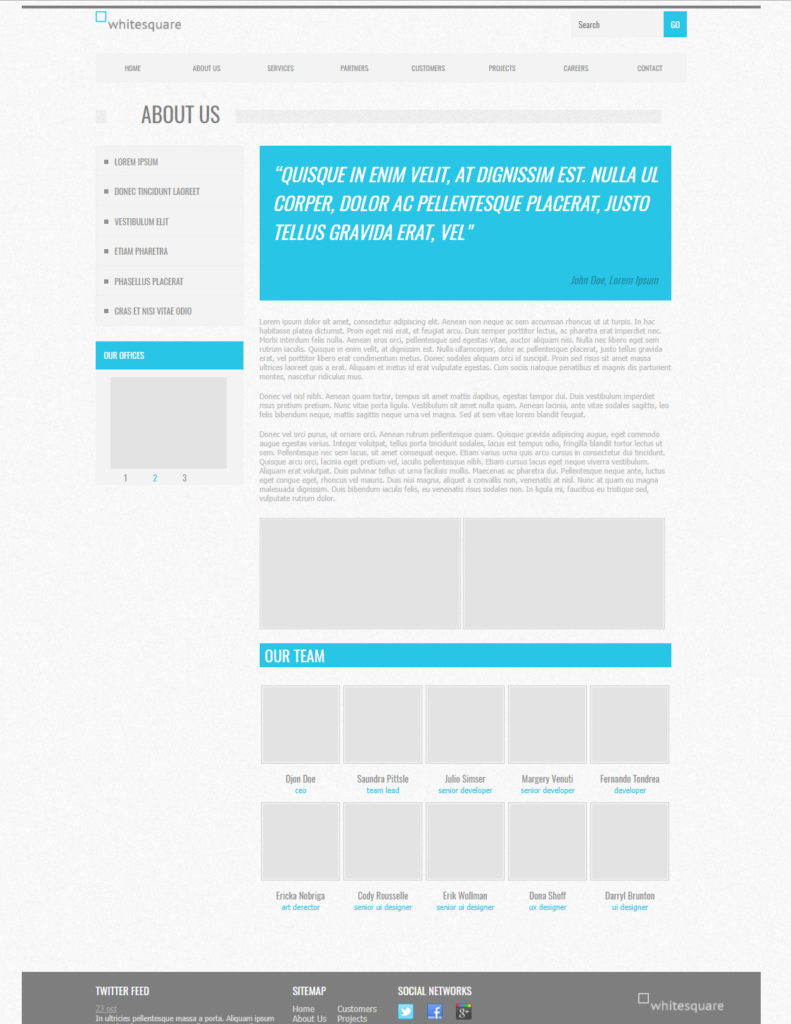 whitesquare
Search
GO
HOME
ABOUT US
SERVICES
PARTNERS
CUSTOMERS
PROJECTS
CAREERS
CONTACT
ABOUT US
LOREM IPSUM
DONEC TINCIDUNT LAOREET
VESTIBULUM ELIT
ETIAM PHARETRA
PHASELLUS PLACERAT
CRAS ET NISI VITAE ODIO
OUR OFFICES
1 2 3
“QUISQUE IN ENIM VELIT, AT DIGNISSIM EST. NULLA UL
CORPER, DOLOR AC PELLENTESQUE PLACERAT, JUSTO
TELLUS GRAVIDA ERAT, VEL"
John Doe, Lorem Ipsum
Lorem ipsum dolor sit amet, consectetur adipiscing elit. Aenean non neque ac sem accumsan rhoncus ut ut turpis. In hac
habitasse platea dictumst. Proin eget nisi erat, et feugiat arcu. Duis semper porttitor lectus, ac pharetra erat imperdiet nec.
Morbi interdum felis nulla. Aenean eros orci, pellentesque sed egestas vitae, auctor aliquam nisi. Nulla nec libero eget sem
rutrum iaculis. Quisque in enim velit, at dignissim est. Nulla ullamcorper, dolor ac pellentesque placerat, justo tellus gravida
erat, vel porttitor libero erat condimentum metus. Donec sodales aliquam orci id suscipit. Proin sed risus sit amet massa
ultrices laoreet quis a erat. Aliquam et metus id erat vulputate egestas. Cum sociis natoque penatibus et magnis dis parturient
montes, nascetur ridiculus mus.
Donec vel nisl nibh. Aenean quam tortor, tempus sit amet mattis dapibus, egestas tempor dui. Duis vestibulum imperdiet
risus pretium pretium. Nunc vitae porta ligula. Vestibulum sit amet nulla quam. Aenean lacinia, ante vitae sodales sagittis, leo
felis bibendum neque, mattis sagittis neque urna vel magna. Sed at sem vitae lorem blandit feugiat.
Donec vel orci purus, ut ornare orci. Aenean rutrum pellentesque quam. Quisque gravida adipiscing augue, eget commodo
augue egestas varius. Integer volutpat, tellus porta tincidunt sodales, lacus est tempus odio, fringilla blandit tortor lectus ut
sem. Pellentesque nec sem lacus, sit amet consequat neque. Etiam varius urna quis arcu cursus in consectetur dui tincidunt.
Quisque arcu orci, lacinia eget pretium vel, iaculis pellentesque nibh. Etiam cursus lacus eget neque viverra vestibulum.
Aliquam erat volutpat. Duis pulvinar tellus ut urna facilisis mollis. Maecenas ac pharetra dui. Pellentesque neque ante, luctus
eget congue eget, rhoncus vel mauris. Duis nisi magna, aliquet a convallis non, venenatis at nisl. Nunc at quam eu magna
malesuada dignissim. Duis bibendum iaculis felis, eu venenatis risus sodales non. In ligula mi, faucibus eu tristique sed,
vulputate rutrum dolor.
OUR TEAM
Djon Doe
ceo
Saundra Pittsle
team lead
Julio Simser
senior developer
Margery Venuti
senior developer
Fernando Tondrea
developer
Ericka Nobriga
art derector
Cody Rousselle
senior ui designer
Erik Wollman
senior ui designer
Dona Shoff
ux designer
Darryl Brunton
ui designer
TWITTER FEED
23 oct
In ultricies pellentesque massa a porta. Aliquam ipsum
SITEMAP
Home Customers
About Us Projects
SOCIAL NETWORKS
whitesquare